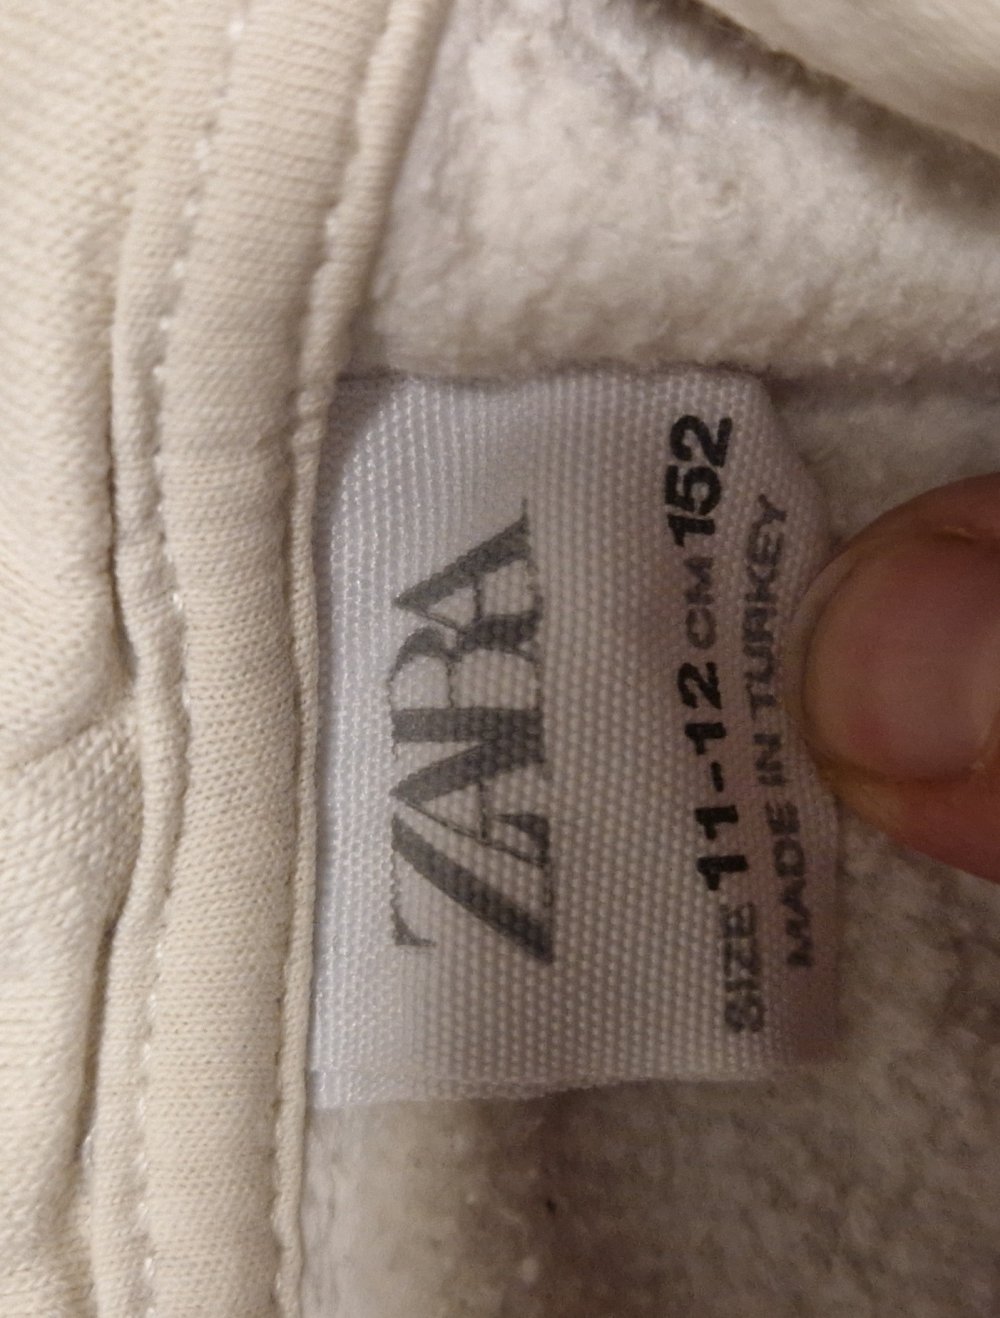 ZARA
SIZE 11-12 CM 152
MADE IN TURKEY